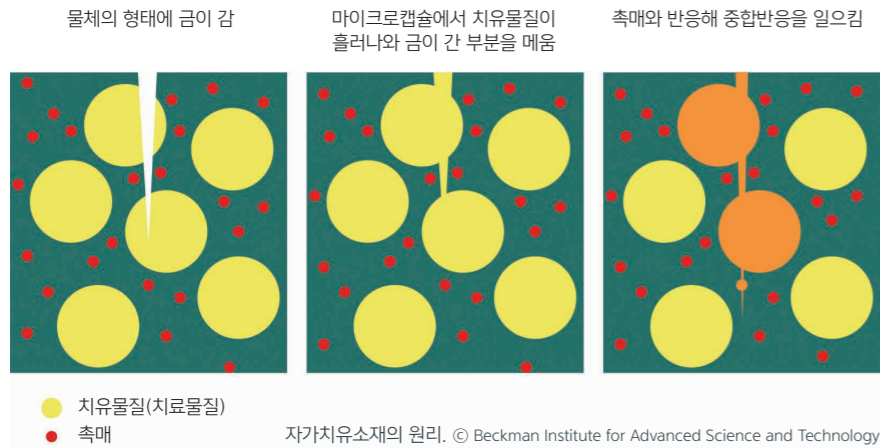 물체의 형태에 금이 감
마이크로캡슐에서 치유물질이
흘러나와 금이 간 부분을 메움
촉매와 반응해 중합반응을 일으킴
치유물질(치료물질)
촉매
자가치유소재의 원리. © Beckman Institute for Advanced Science and Technology